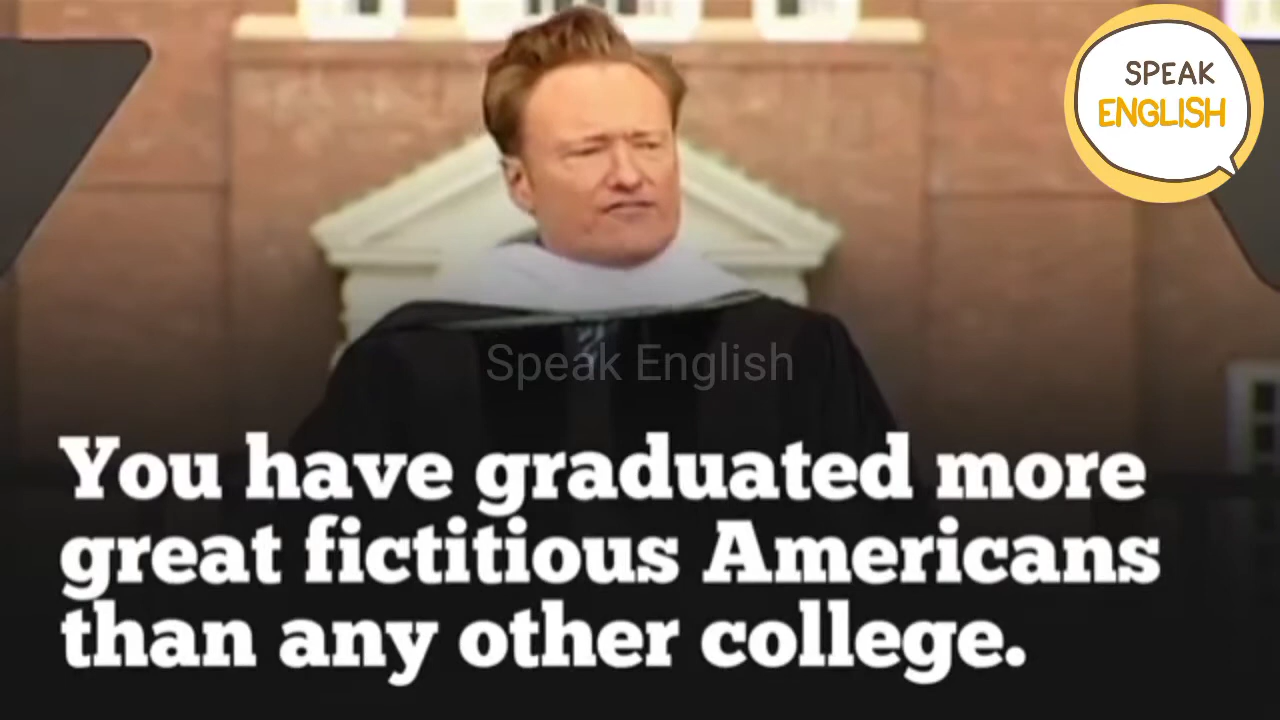 SPEAK
ENGLISH
Speak English
You have graduated more
great fictitious Americans
than any other college.